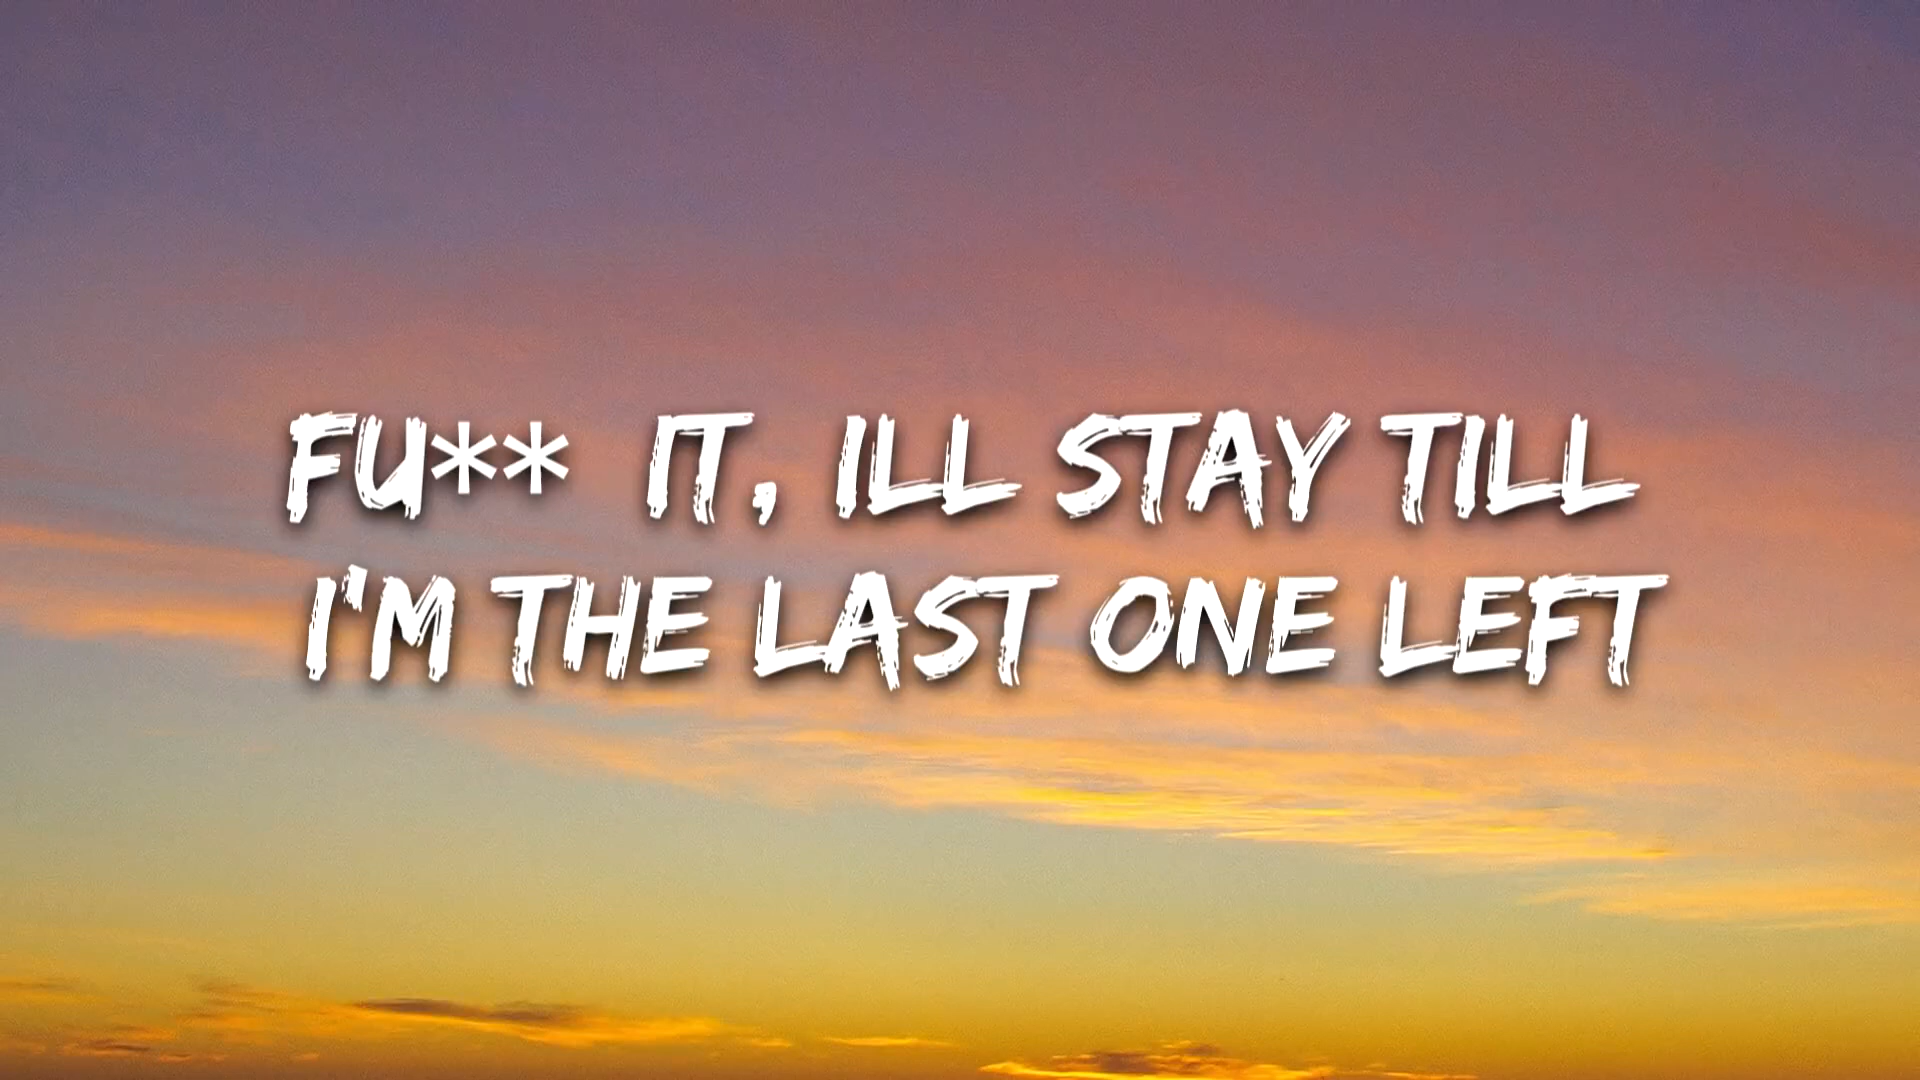 FU** IT, ILL STAY TILL
I'M THE LAST ONE LEFT